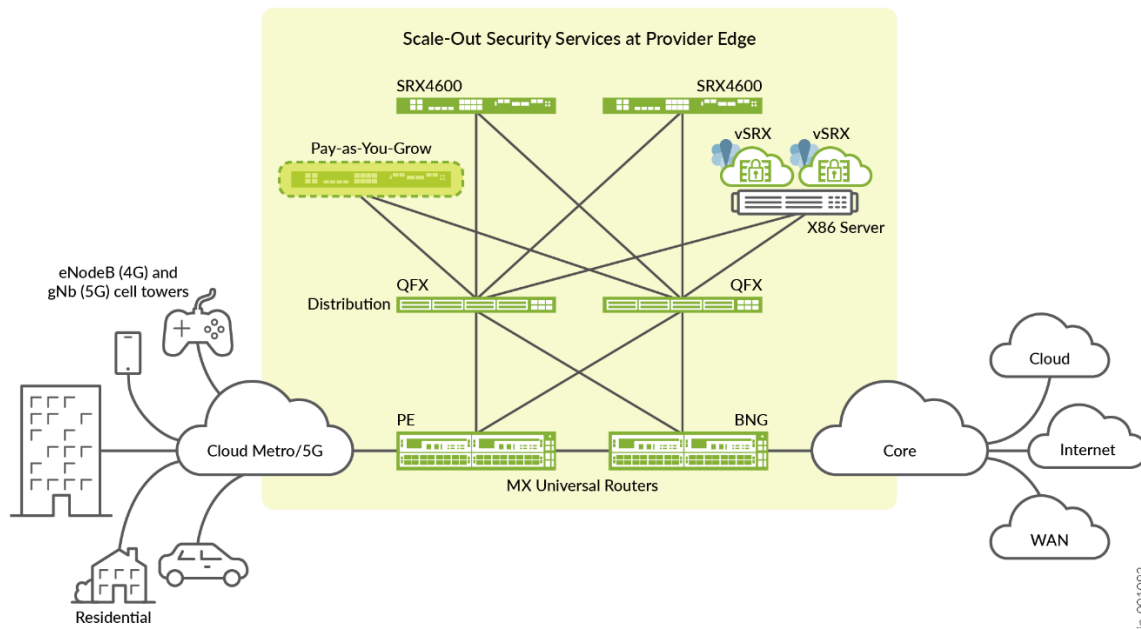 Scale-Out Security Services at Provider Edge
SRX4600
SRX4600
Pay-as-You-Grow
vSRX
vSRX
X86 Server
eNodeB (4G) and
gNb (5G) cell towers
QFX
QFX
Distribution
PE
BNG
Cloud Metro/5G
MX Universal Routers
Core
Cloud
Internet
WAN
Residential